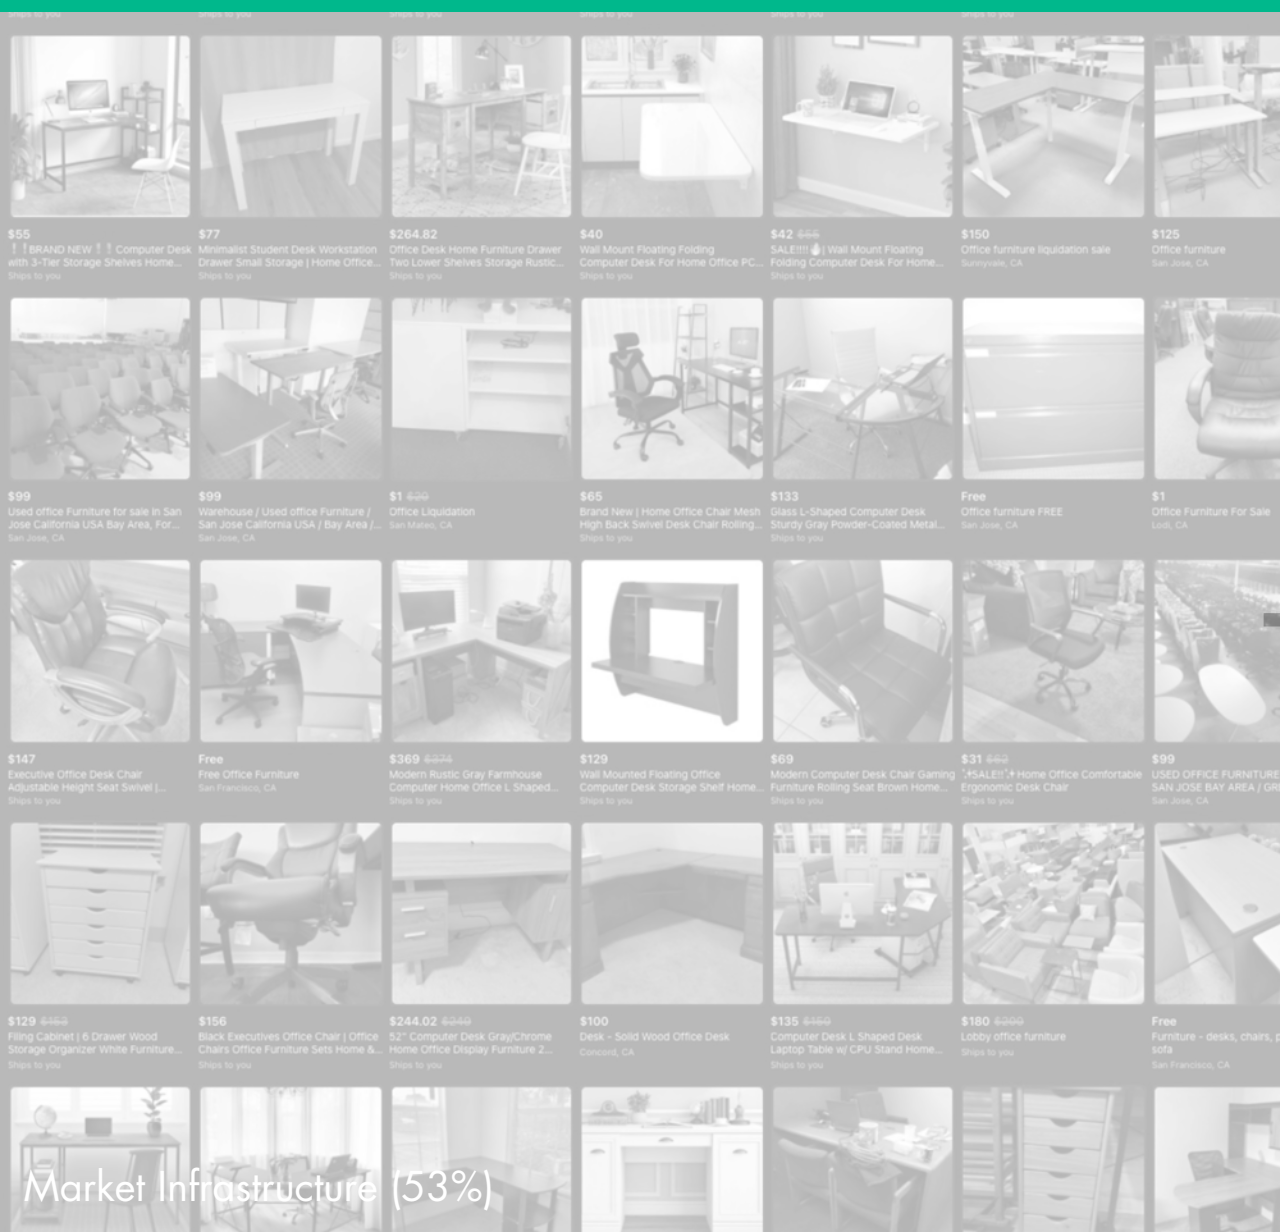 Ships to you Ships to you Ships to you Ships to you Ships to you
$55
❗❗BRAND NEW❗❗Computer Desk
with 3-Tier Storage Shelves Home...
Ships to you
$77
Minimalist Student Desk Workstation
Drawer Small Storage | Home Office...
Ships to you
$264.82
Office Desk Home Furniture Drawer
Two Lower Shelves Storage Rustic...
Ships to you
$40
Wall Mount Floating Folding
Computer Desk For Home Office PC...
Ships to you
$42 $55
SALE!!!!🔥| Wall Mount Floating
Folding Computer Desk For Home...
Ships to you
$150
Office furniture liquidation sale
Sunnyvale, CA
$125
Office furniture
San Jose, CA
$99
Used office Furniture for sale in San
Jose California USA Bay Area, For...
San Jose, CA
$99
Warehouse / Used office Furniture /
San Jose California USA / Bay Area /...
San Jose, CA
$1 $20
Office Liquidation
San Mateo, CA
$65
Brand New | Home Office Chair Mesh
High Back Swivel Desk Chair Rolling...
Ships to you
$133
Glass L-Shaped Computer Desk
Sturdy Gray Powder-Coated Metal...
Ships to you
Free
Office furniture FREE
San Jose, CA
$1
Office Furniture For Sale
Lodi, CA
$147
Executive Office Desk Chair
Adjustable Height Seat Swivel |...
Ships to you
Free
Free Office Furniture
San Francisco, CA
$369 $374
Modern Rustic Gray Farmhouse
Computer Home Office L Shaped...
Ships to you
$129
Wall Mounted Floating Office
Computer Desk Storage Shelf Home...
Ships to you
$69
Modern Computer Desk Chair Gaming
Furniture Rolling Seat Brown Home...
Ships to you
$31 $62
✨SALE!!✨ Home Office Comfortable
Ergonomic Desk Chair
Ships to you
$99
USED OFFICE FURNITURE
SAN JOSE BAY AREA / GR
San Jose, CA
$129 $153
Filing Cabinet | 6 Drawer Wood
Storage Organizer White Furniture...
Ships to you
$156
Black Executives Office Chair | Office
Chairs Office Furniture Sets Home &...
Ships to you
$244.02 $249
52" Computer Desk Gray/Chrome
Home Office Display Furniture 2...
Ships to you
$100
Desk - Solid Wood Office Desk
Concord, CA
$135 $150
Computer Desk L Shaped Desk
Laptop Table w/ CPU Stand Home...
Ships to you
$180 $200
Lobby office furniture
Ships to you
Free
Furniture - desks, chairs, p
sofa
San Francisco, CA
Market Infrastructure (53%)